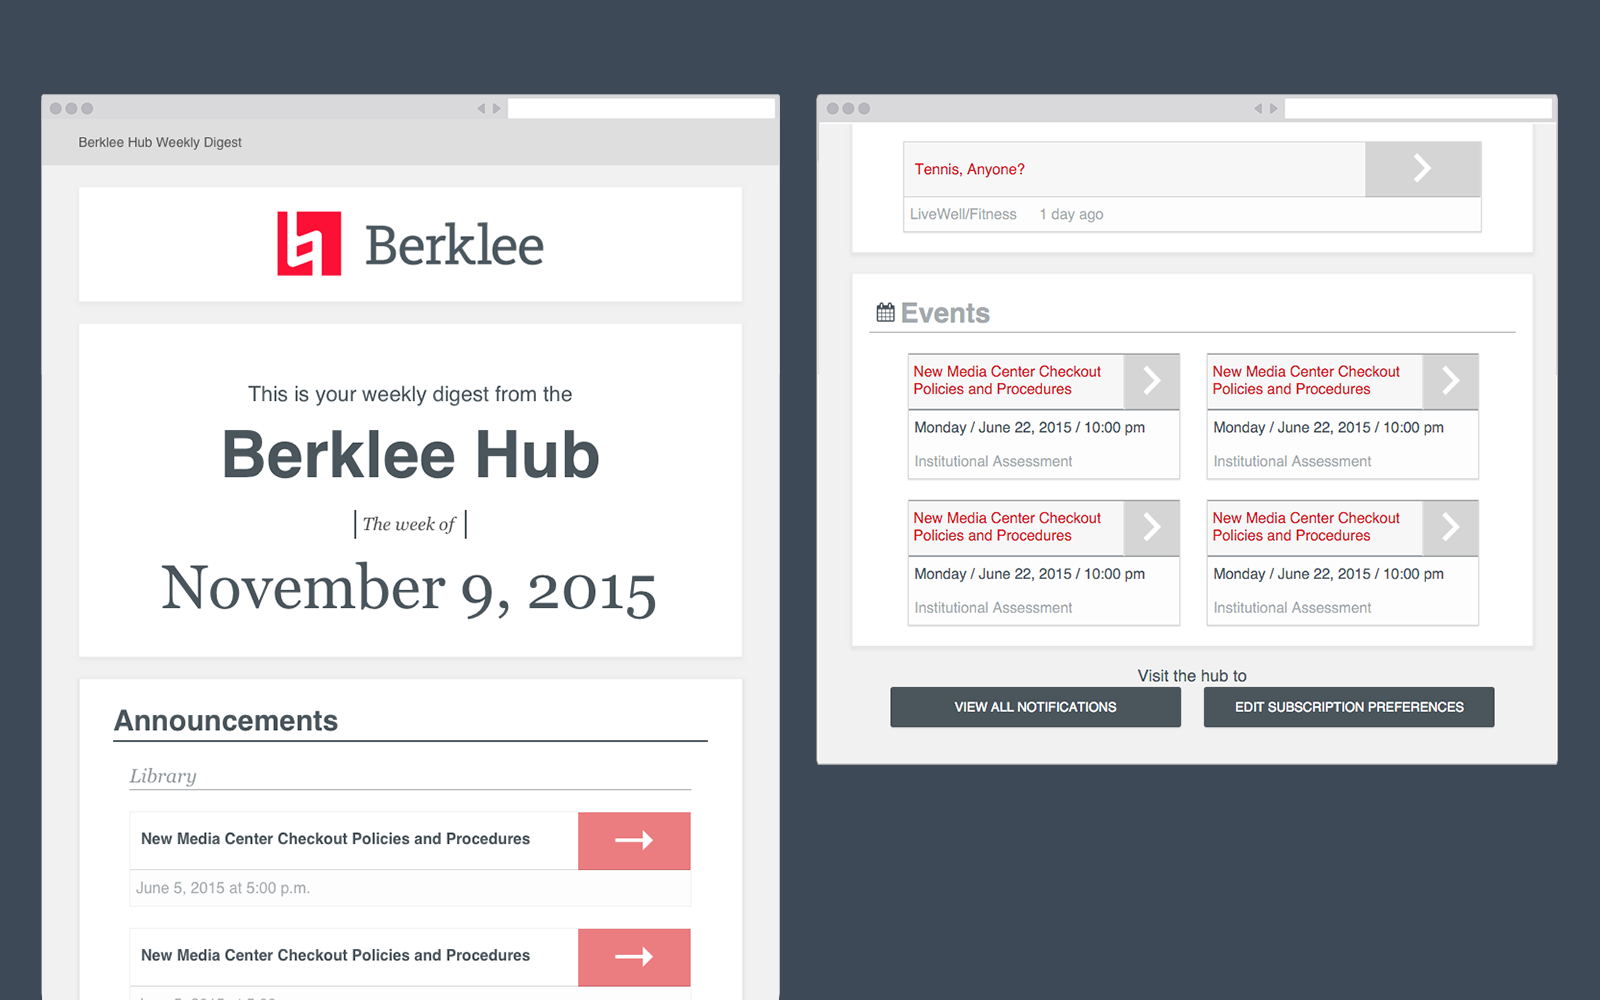 Berklee Hub Weekly Digest
Berklee
This is your weekly digest from the
Berklee Hub
The week of
November 9, 2015
Announcements
Library
New Media Center Checkout Policies and Procedures
June 5, 2015 at 5:00 p.m.
New Media Center Checkout Policies and Procedures
Tennis, Anyone?
LiveWell/Fitness 1 day ago
Events
New Media Center Checkout
Policies and Procedures
Monday / June 22, 2015 / 10:00 pm
Institutional Assessment
New Media Center Checkout
Policies and Procedures
Monday / June 22, 2015 / 10:00 pm
Institutional Assessment
New Media Center Checkout
Policies and Procedures
Monday / June 22, 2015 / 10:00 pm
Institutional Assessment
New Media Center Checkout
Policies and Procedures
Monday / June 22, 2015 / 10:00 pm
Institutional Assessment
Visit the hub to
VIEW ALL NOTIFICATIONS
EDIT SUBSCRIPTION PREFERENCES